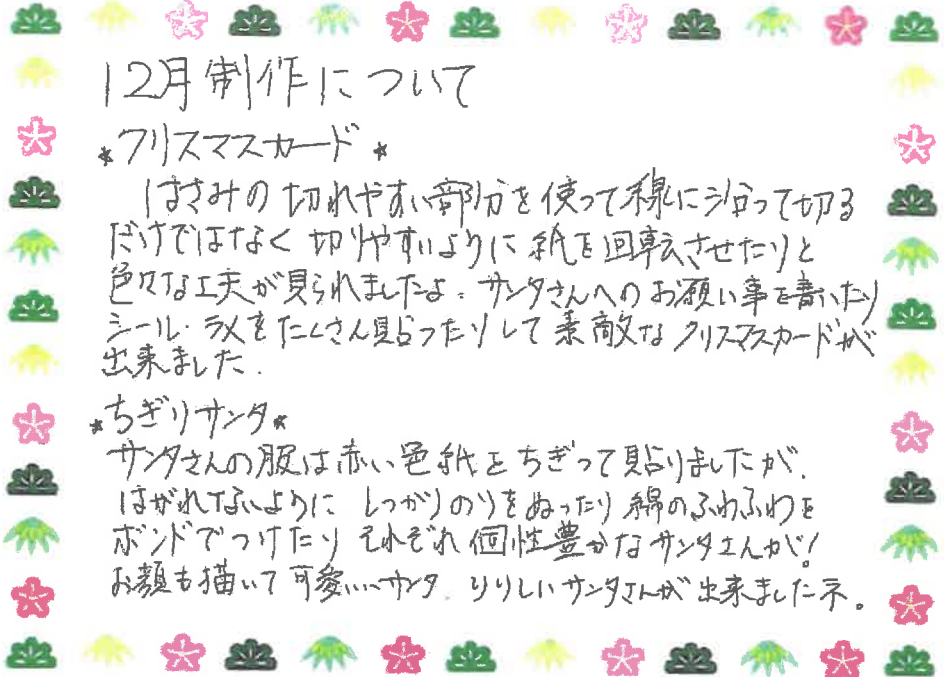 12月制作について
*クリスマスカード*
はさみの切れやすい部分を使って線に沿って切る
だけではなく切りやすいように紙を回転させたりと
色々な工夫が見られましたよ。サンタさんへのお願い事を書いたり
シール・ラメをたくさん貼ったりして素敵なクリスマスカードが
出来ました。
*ちぎりサンタ*
サンタさんの服は赤い色紙をちぎって貼りましたが、
はがれないように しっかりのりをぬったり 綿のふわふわを
ボンドでつけたり それぞれ個性豊かなサンタさんが!
お顔も描いて可愛いいサンタ りりしいサンタさんが出来ましたネ。